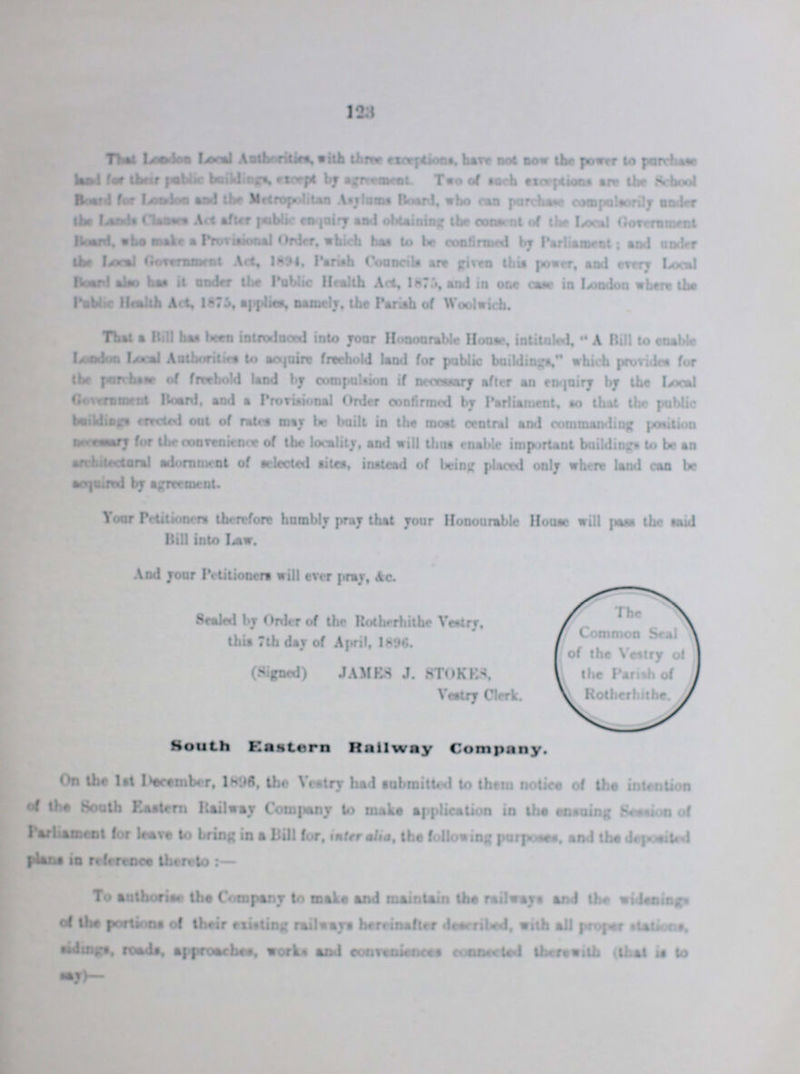 123
That London Local Authorities, with three exceptions, have not now the power to purchase
land for their public buildings, except by agreement. Two of such exceptions are the School
Board for London and the Metropolitan Asylums Board, who can purchase compulsorily under
the Lands Clauses Act after public enquiry and obtaining the consent of the Local Government
Board, who make a Provisional Order, which has to be confirmed by Parliament; and under
the Local Government Act, 1894, Parish Councils are given this power, and every Local
Board also has it under the Public Health Act, 1875, and in one case in London where the
Public Health Act, 1875, applies, namely, the Parish of Woolwich.
That a Bill has been introduced into your Honourable House, intituled, “A Bill to enable
London Local Authorities to acquire freehold land for public buildings,” which provides for
the purchase of freehold land by compulsion if necessary after an enquiry by the Local
Government Board, and a Provisional Order confirmed by Parliament, so that the public
buildings erected out of rates may be built in the most central and commanding position
necessary for the convenience of the locality, and will thus enable important buildings to be an
architectural adornment of selected sites, instead of being placed only where land can be
acquired by agreement.
Your Petitioners therefore humbly pray that your Honourable House will pass the said
Bill into Law.
And your Petitioners will ever pray, &c.
Sealed by Order of the Rotherhithe Vestry,
this 7th day of April, 1896.
(Signed) JAMES J. STOKES,
Vestry Clerk.
The
Common Seal
of the Vestry of
the Parish of
Rotherhithe.
South Eastern Railway Company.
On the 1st December, 1896, the Vestry had submitted to them notice of the intention
of the South Eastern Railway Company to make application in the ensuing Session of
Parliament for leave to bring in a Bill for, inter alia, the following purposes, and the deposited
plans in reference thereto :—
To authorise the Company to make and maintain the railways and the widenings
of the portions of their existing railways hereinafter described, with all proper stations,
sidings, roads, approaches, works and conveniences connected therewith (that is to
say)—